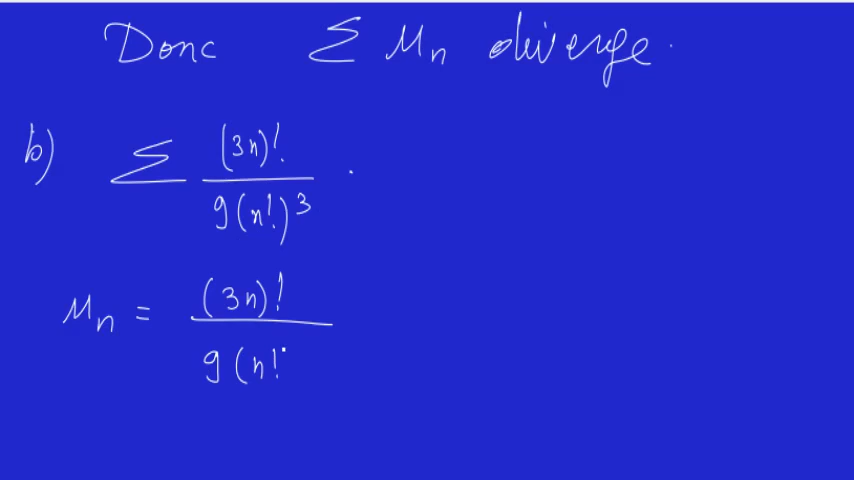 Donc Σ Un diverge.
b) Σ (3n)! / 9(n!)³ .
Un = (3n)! / 9(n!